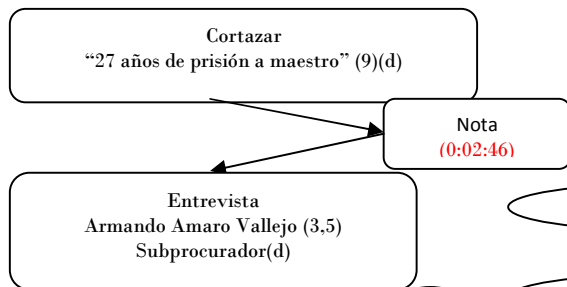 Cortazar
“27 años de prisión a maestro” (9)(d)
Nota
(0:02:46)
Entrevista
Armando Amaro Vallejo (3,5)
Subprocurador(d)